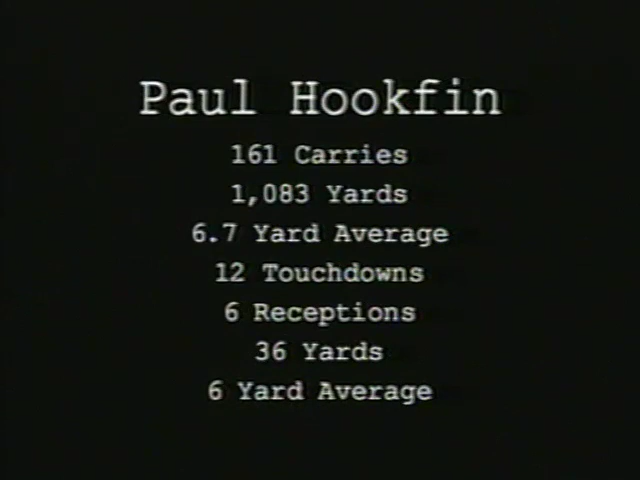 Paul Hookfin
161 Carries
1,083 Yards
6.7 Yard Average
12 Touchdowns
6 Receptions
36 Yards
6 Yard Average